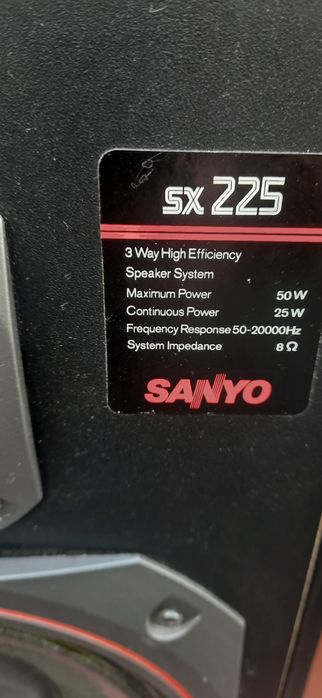 SX 225
3 Way High Efficiency
Speaker System
Maximum Power 50 W
Continuous Power 25 W
Frequency Response 50-20000Hz
System Impedance 8 Ω
SANYO